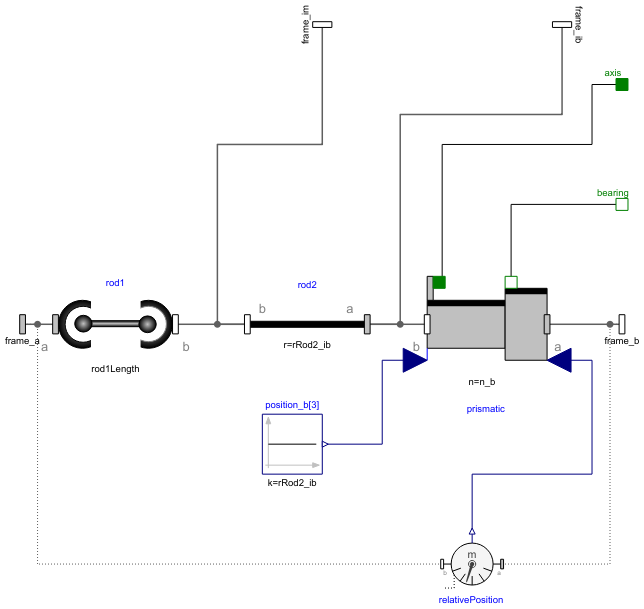 frame_im
frame_ib
axis
bearing
rod1
rod2
b
a
r=rRod2_ib
frame_a
a
b
rod1Length
b
a
frame_b
n=n_b
prismatic
position_b[3]
k=rRod2_ib
m
b
a
relativePosition